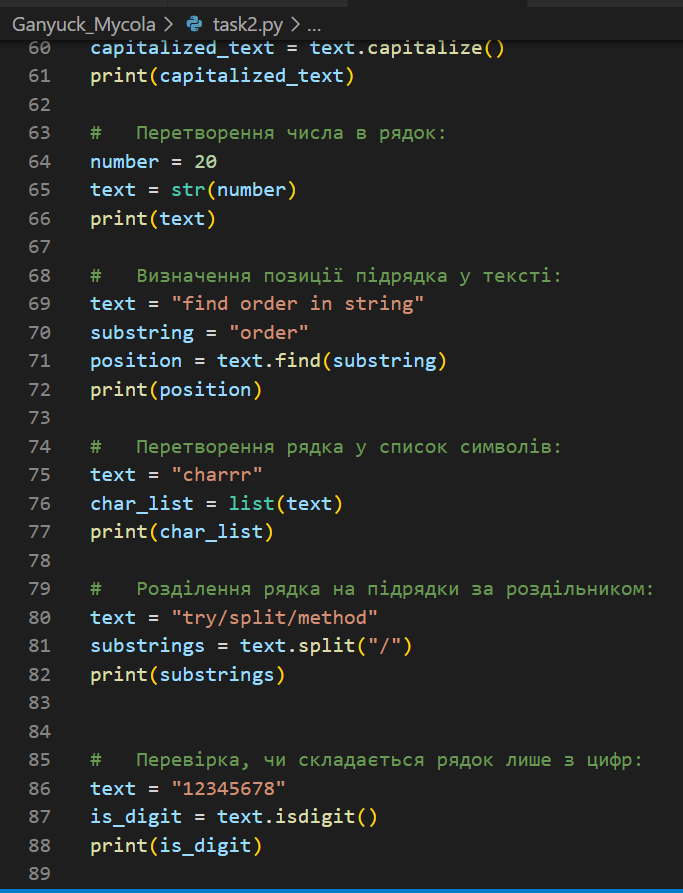 Ganyuck_Mycola > task2.py > ...
60 capitalized_text = text.capitalize()
61 print(capitalized_text)
62
63 #   Перетворення числа в рядок:
64 number = 20
65 text = str(number)
66 print(text)
67
68 #   Визначення позиції підрядка у тексті:
69 text = "find order in string"
70 substring = "order"
71 position = text.find(substring)
72 print(position)
73
74 #   Перетворення рядка у список символів:
75 text = "charrr"
76 char_list = list(text)
77 print(char_list)
78
79 #   Розділення рядка на підрядки за роздільником:
80 text = "try/split/method"
81 substrings = text.split("/")
82 print(substrings)
83
84
85 #   Перевірка, чи складається рядок лише з цифр:
86 text = "12345678"
87 is_digit = text.isdigit()
88 print(is_digit)
89